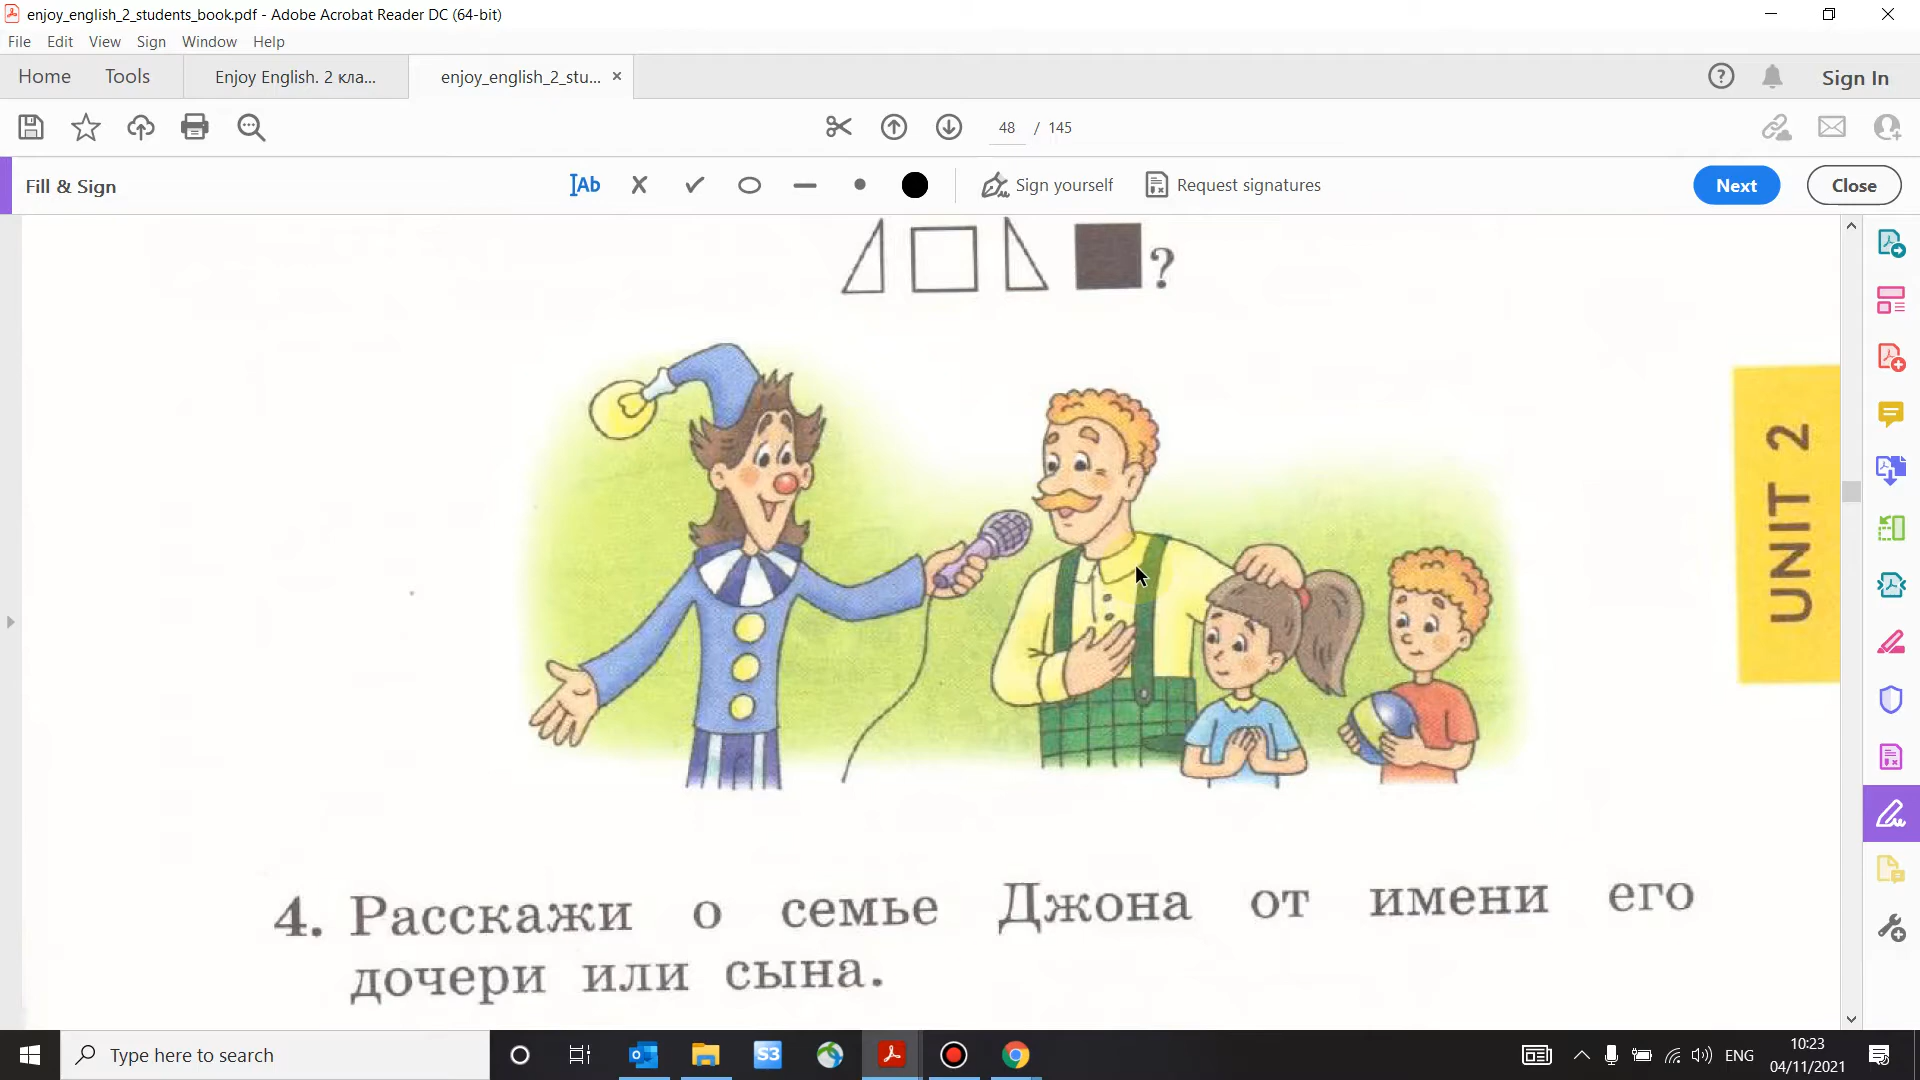 enjoy_english_2_students_book.pdf - Adobe Acrobat Reader DC (64-bit)
File Edit View Sign Window Help
Home Tools Enjoy English. 2 кла... enjoy_english_2_stu... × ? Sign In
48 / 145
Fill & Sign Ab Sign yourself Request signatures Next Close
?
UNIT 2
4. Расскажи о семье Джона от имени его
дочери или сына.
Type here to search
S3
ENG
10:23
04/11/2021